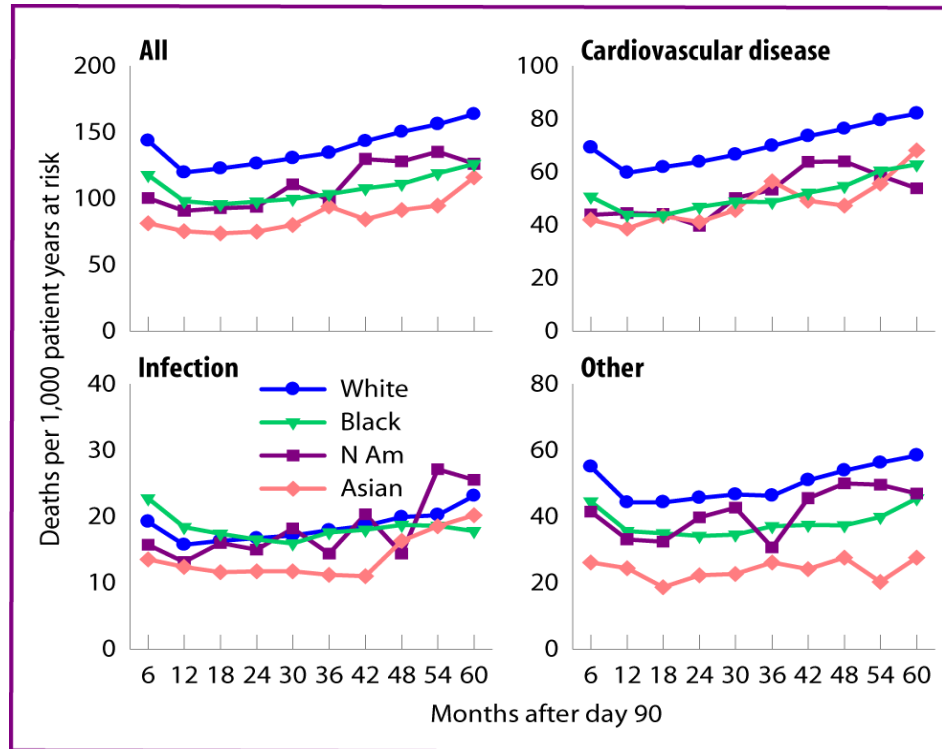 All
Cardiovascular disease
Deaths per 1,000 patient years at risk
200
150
100
50
0
100
80
60
40
20
0
Infection
Other
40
30
20
10
0
White
Black
N Am
Asian
80
60
40
20
0
6 12 18 24 30 36 42 48 54 60
6 12 18 24 30 36 42 48 54 60
Months after day 90